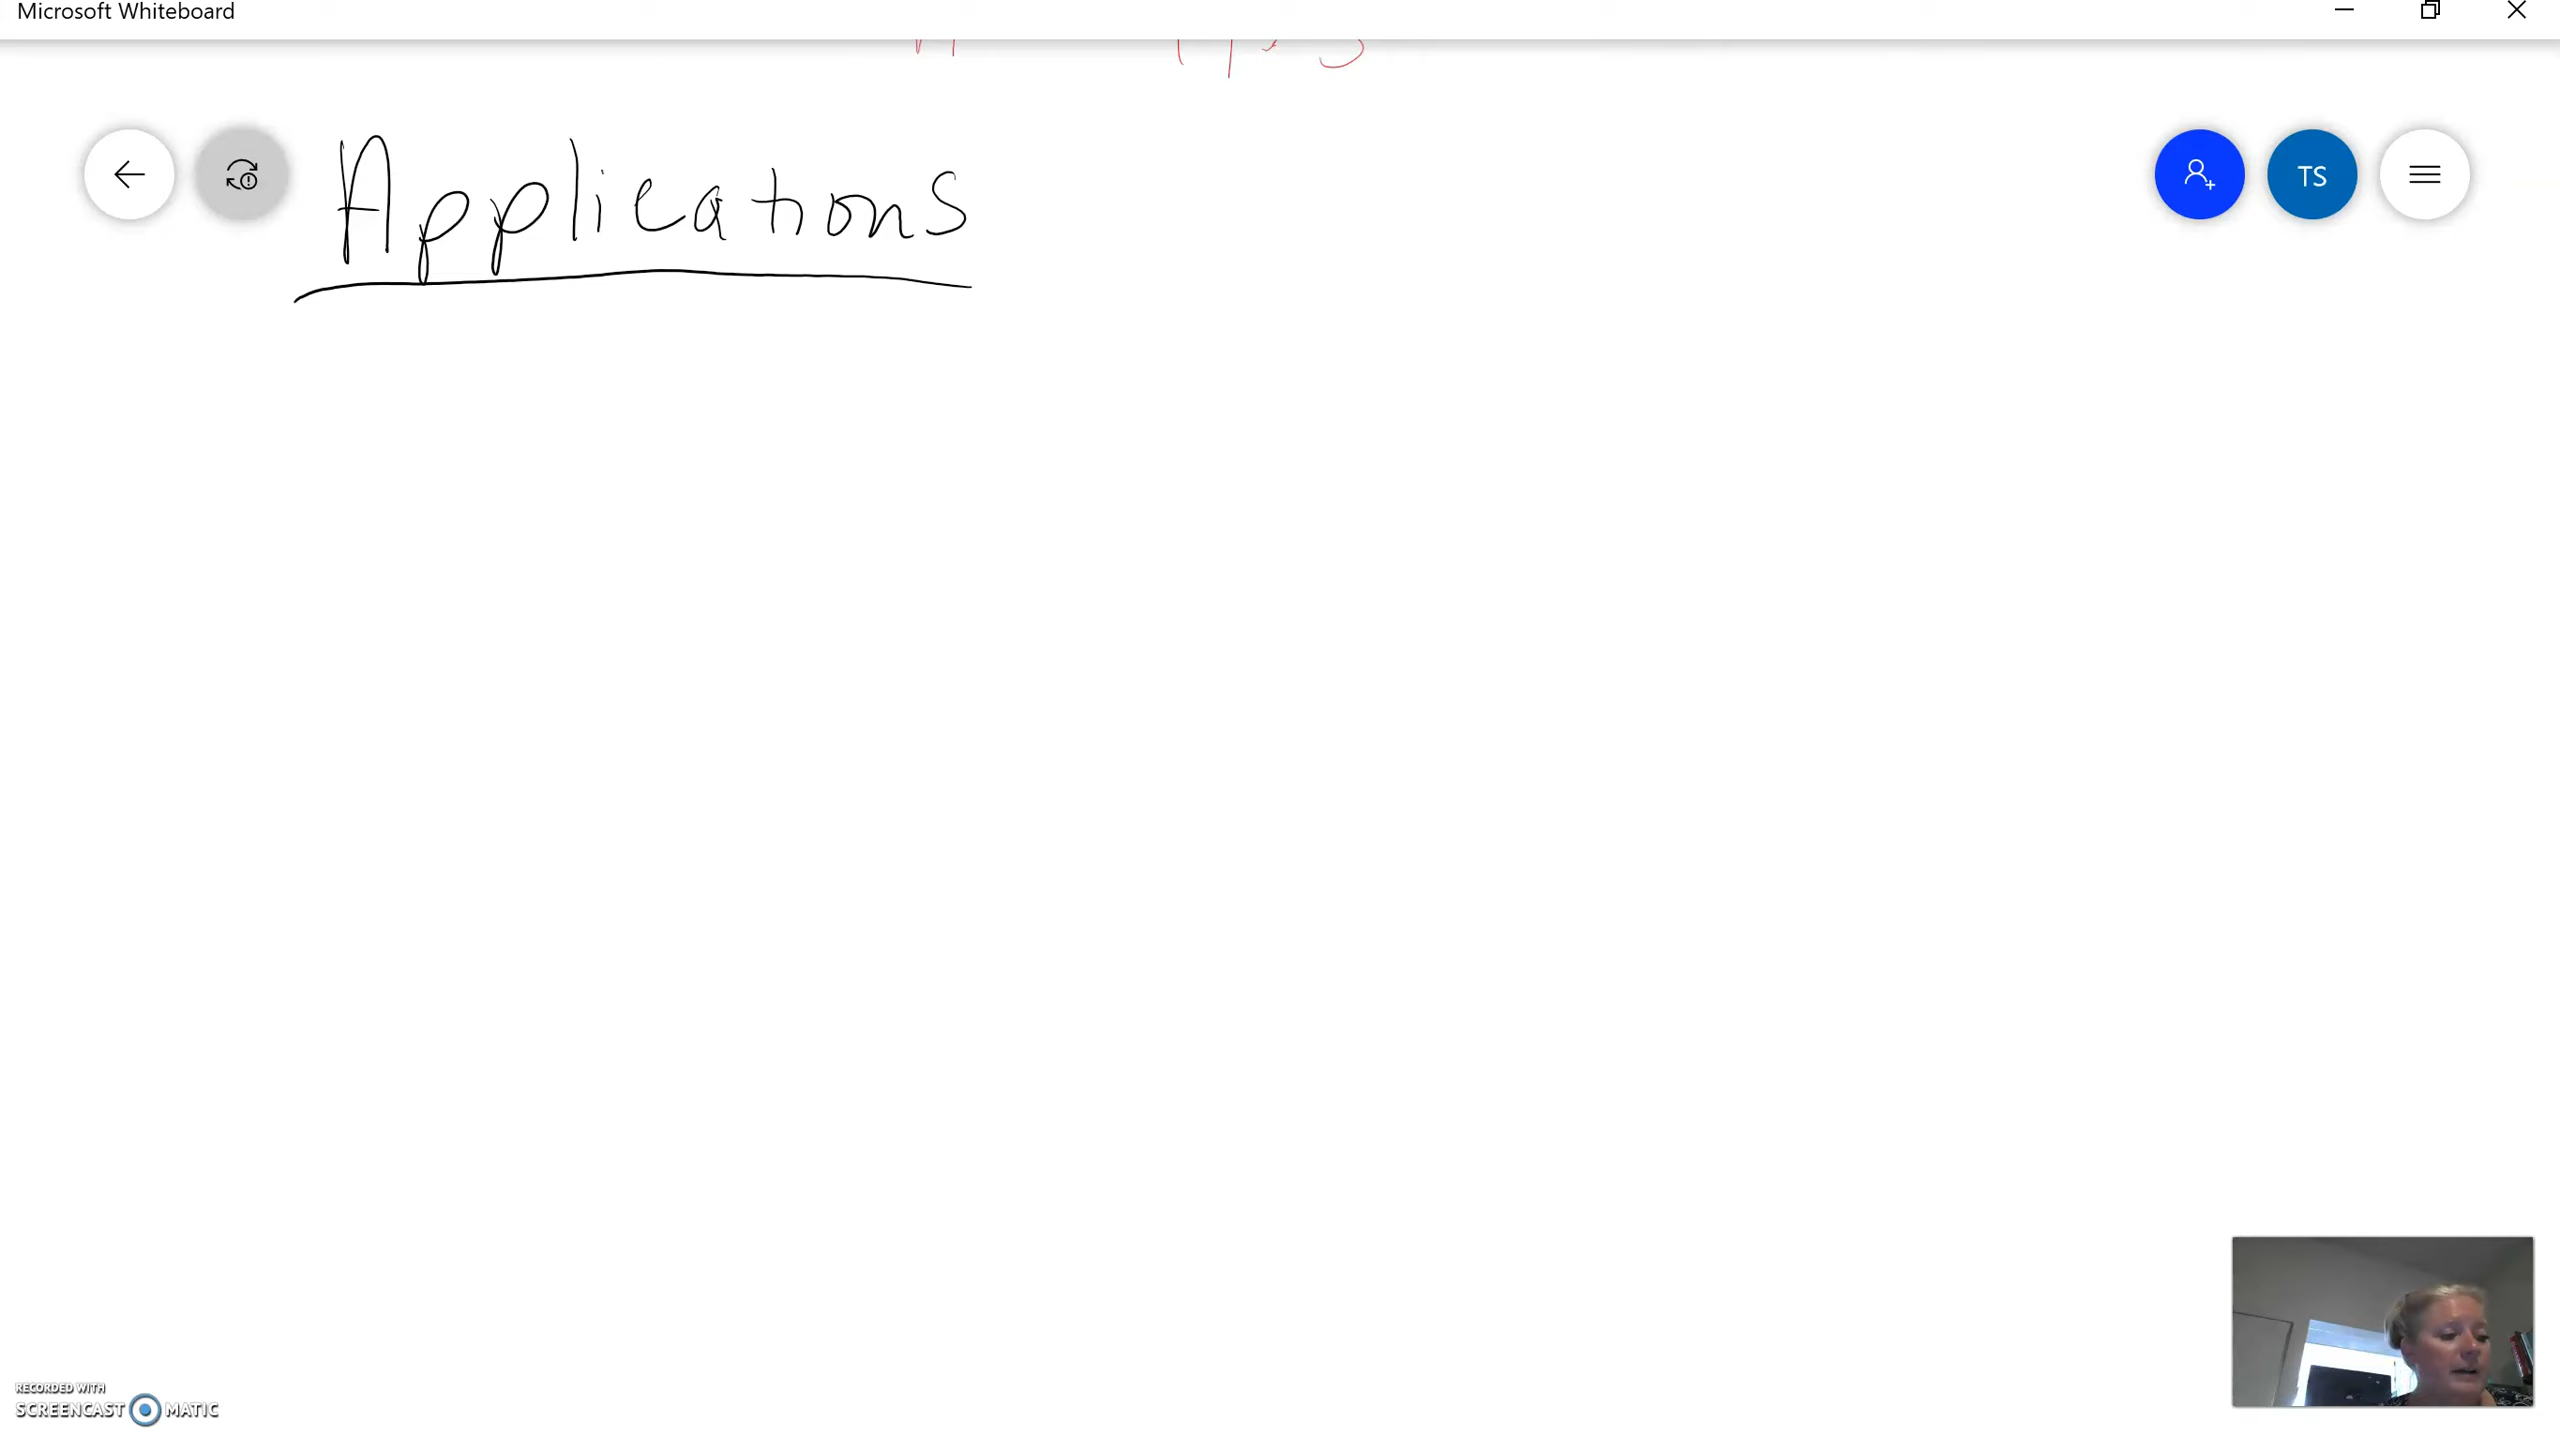 Microsoft Whiteboard
Applications
TS
RECORDED WITH
SCREENCAST MATIC